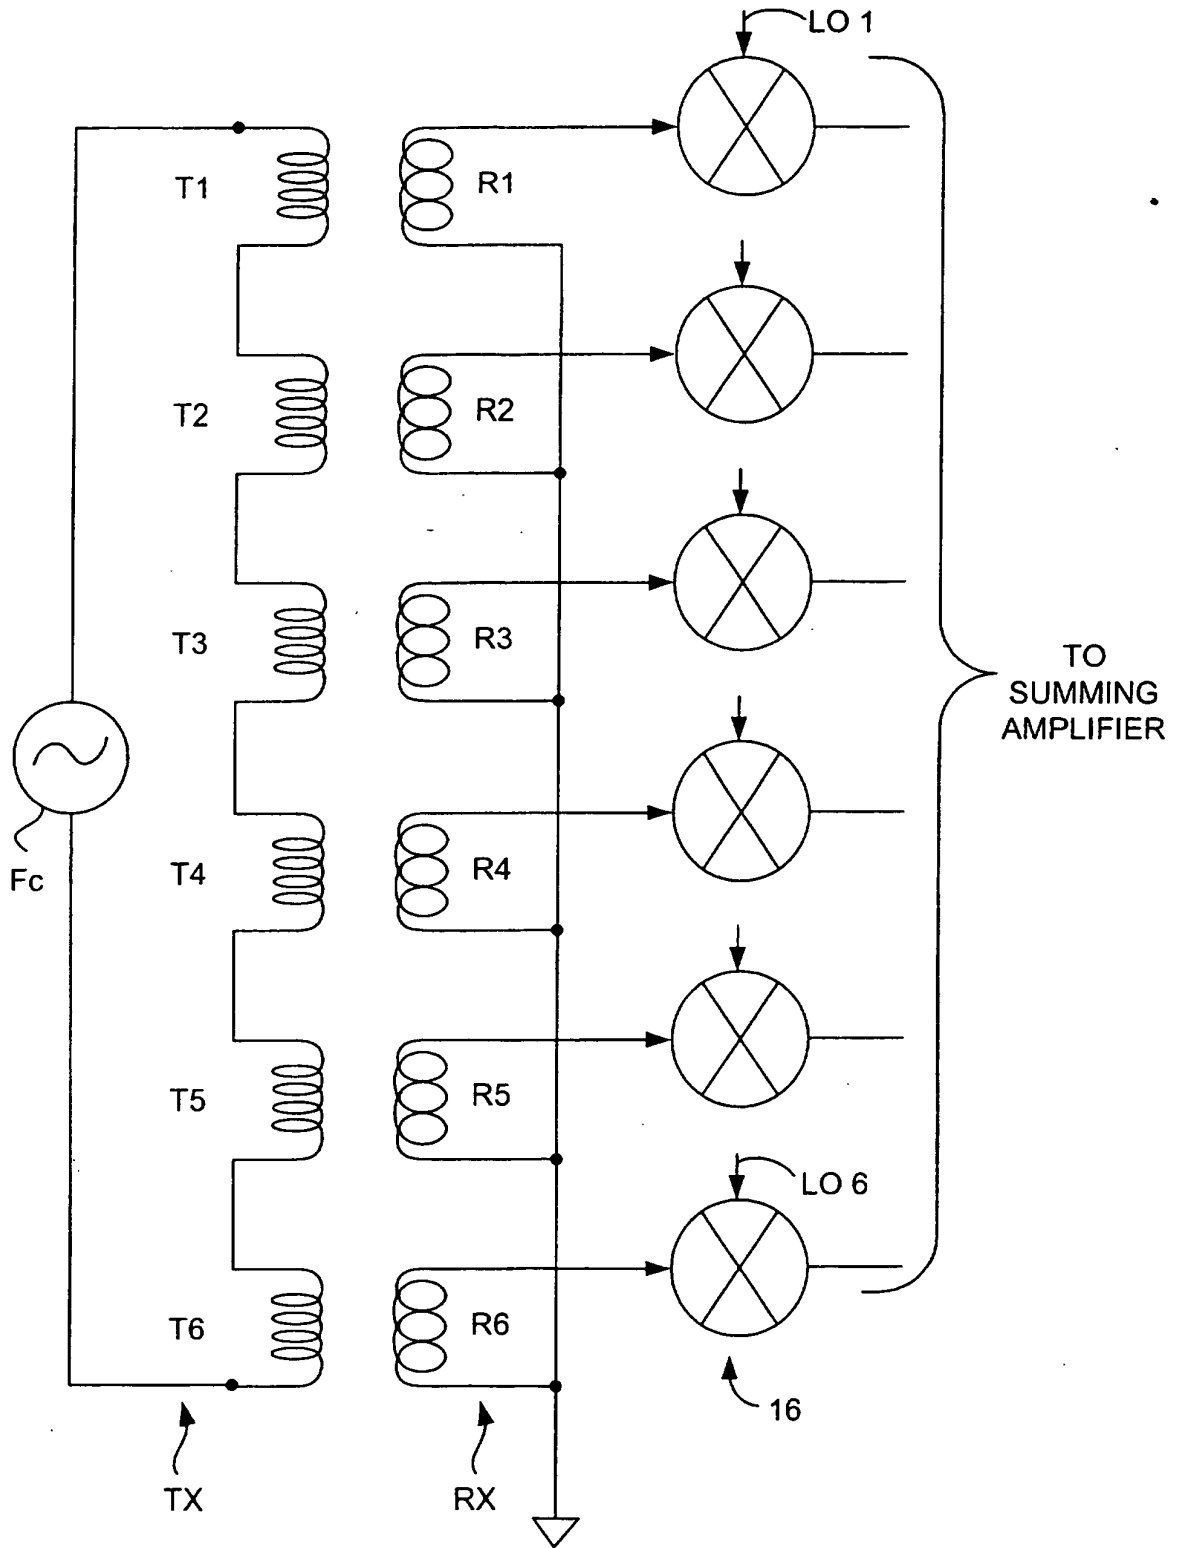 LO 1
T1
R1
T2
R2
T3
R3
TO
SUMMING
AMPLIFIER
Fc
T4
R4
T5
R5
LO 6
T6
R6
16
TX
RX